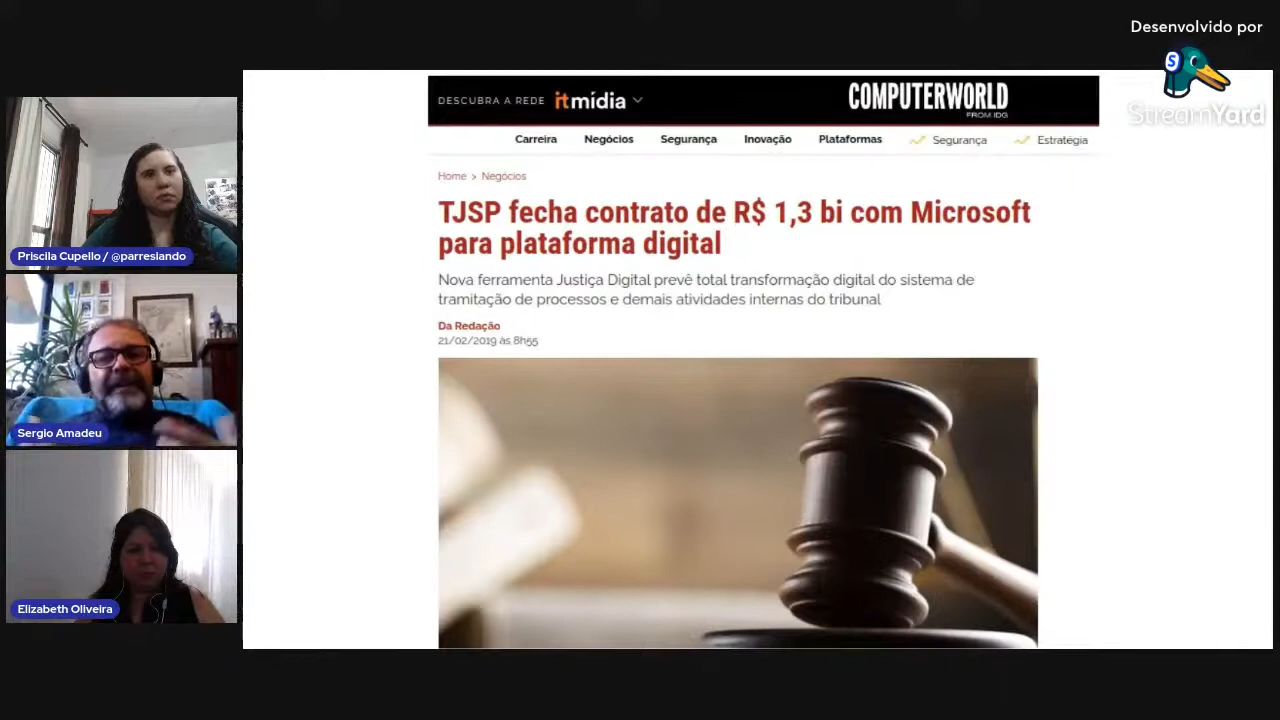 Desenvolvido por
StreamYard
DESCUBRA A REDE itmídia
COMPUTERWORLD
FROM IDG
Carreira Negócios Segurança Inovação Plataformas Segurança Estratégia
Home > Negócios
TJSP fecha contrato de R$ 1,3 bi com Microsoft
para plataforma digital
Nova ferramenta Justiça Digital prevê total transformação digital do sistema de
tramitação de processos e demais atividades internas do tribunal
Da Redação
21/02/2019 às 8h55
Priscila Cupello / @parresiando
Sergio Amadeu
Elizabeth Oliveira